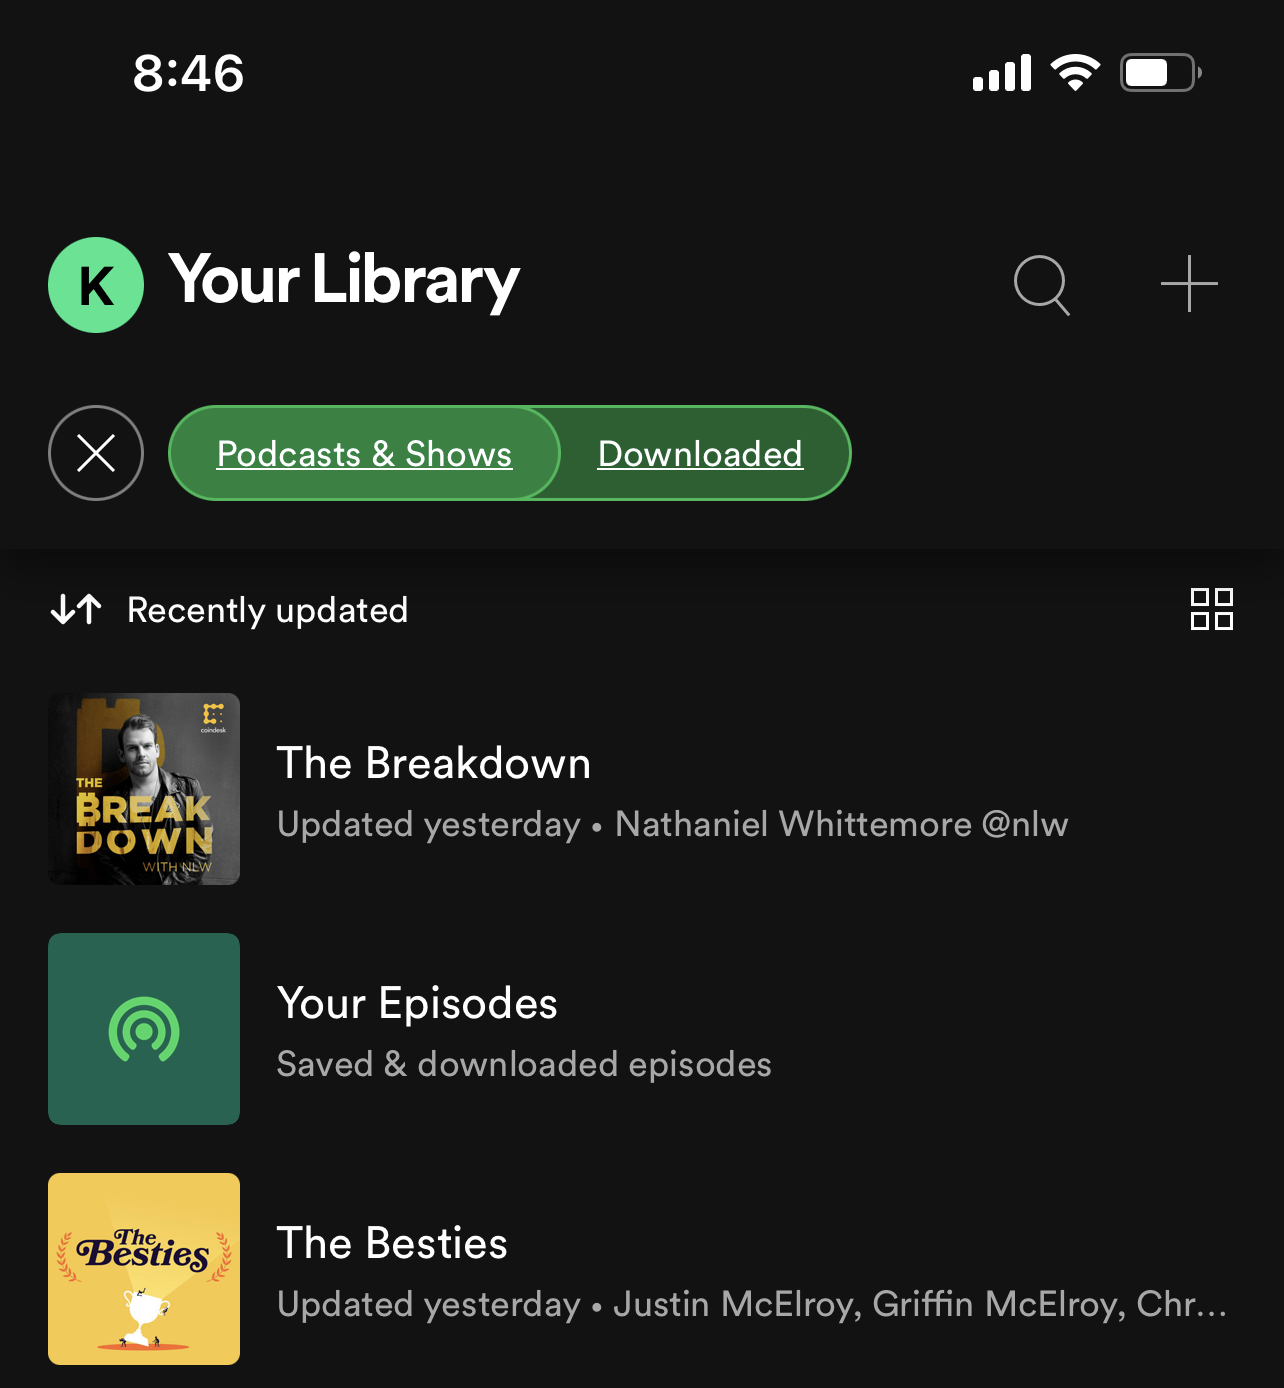 8:46
K Your Library
Podcasts & Shows Downloaded
Recently updated
coindesk
THE
BREAK
DOWN
WITH NLW
The Breakdown
Updated yesterday • Nathaniel Whittemore @nlw
Your Episodes
Saved & downloaded episodes
The
Besties
The Besties
Updated yesterday • Justin McElroy, Griffin McElroy, Chr...